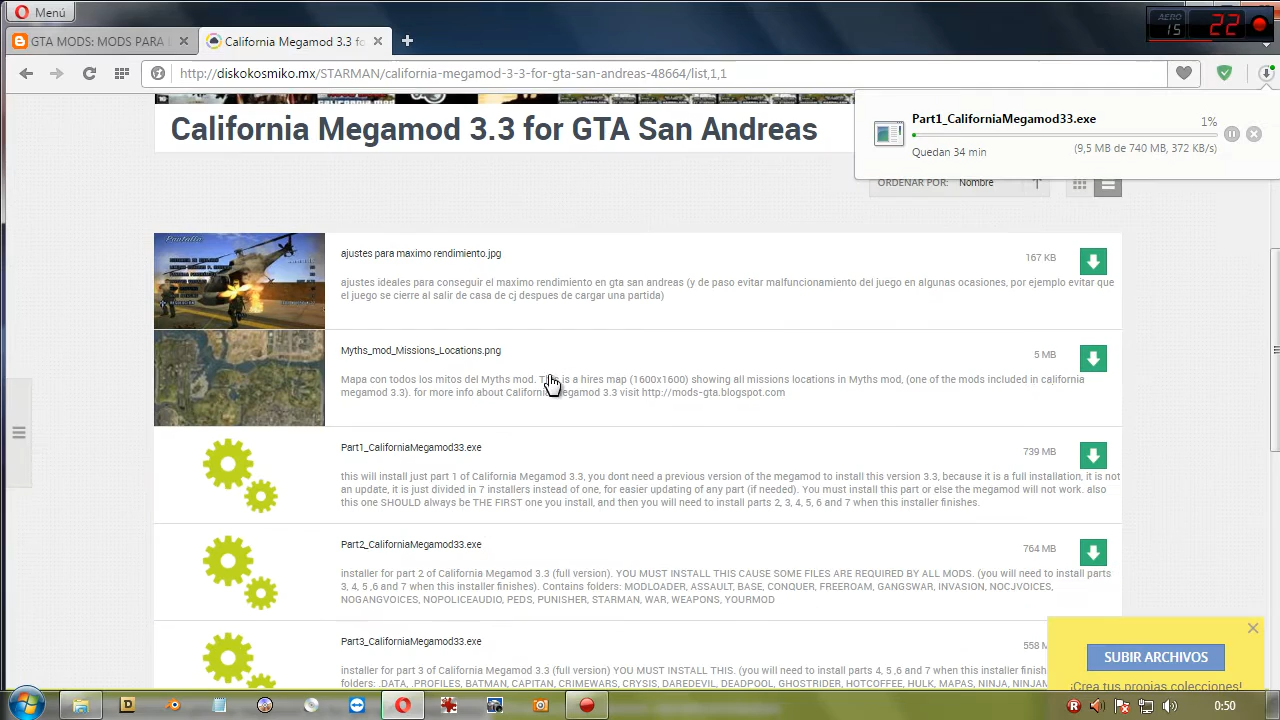 Menú
AERO
15
22
GTA MODS: MODS PARA
California Megamod 3.3 fo
http://diskokosmiko.mx/STARMAN/california-megamod-3-3-for-gta-san-andreas-48664/list,1,1
California Megamod 3.3 for GTA San Andreas
Part1_CaliforniaMegamod33.exe
1%
Quedan 34 min
(9,5 MB de 740 MB, 372 KB/s)
ORDENAR POR: Nombre
ajustes para maximo rendimiento.jpg
167 KB
ajustes ideales para conseguir el maximo rendimiento en gta san andreas (y de paso evitar malfuncionamiento del juego en algunas ocasiones, por ejemplo evitar que
el juego se cierre al salir de casa de cj despues de cargar una partida)
Myths_mod_Missions_Locations.png
5 MB
Mapa con todos los mitos del Myths mod. This is a hires map (1600x1600) showing all missions locations in Myths mod, (one of the mods included in california
megamod 3.3). for more info about California Megamod 3.3 visit http://mods-gta.blogspot.com
Part1_CaliforniaMegamod33.exe
739 MB
this will install just part 1 of California Megamod 3.3, you dont need a previous version of the megamod to install this version 3.3, because it is a full installation, it is not
an update, it is just divided in 7 installers instead of one, for easier updating of any part (if needed). You must install this part or else the megamod will not work. also
this one SHOULD always be THE FIRST one you install, and then you will need to install parts 2, 3, 4, 5, 6 and 7 when this installer finishes.
Part2_CaliforniaMegamod33.exe
764 MB
installer for part 2 of California Megamod 3.3 (full version). YOU MUST INSTALL THIS CAUSE SOME FILES ARE REQUIRED BY ALL MODS. (you will need to install parts
3, 4, 5 ,6 and 7 when this installer finishes). Contains folders: MODLOADER, ASSAULT, BASE, CONQUER, FREEROAM, GANGSWAR, INVASION, NOCJVOICES,
NOGANGVOICES, NOPOLICEAUDIO, PEDS, PUNISHER, STARMAN, WAR, WEAPONS, YOURMOD
Part3_CaliforniaMegamod33.exe
558 M
installer for part 3 of California Megamod 3.3 (full version) YOU MUST INSTALL THIS. (you will need to install parts 4, 5 ,6 and 7 when this installer finish
folders: .DATA, .PROFILES, BATMAN, CAPITAN, CRIMEWARS, CRYSIS, DAREDEVIL, DEADPOOL, GHOSTRIDER, HOTCOFFEE, HULK, MAPAS, NINJA, NINJAM
SUBIR ARCHIVOS
¡Crea tus propias colecciones!
0:50